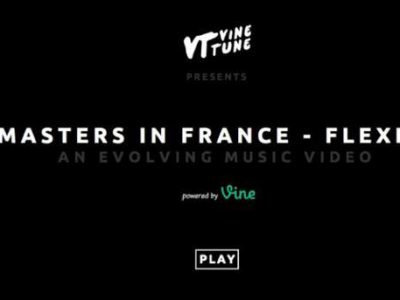 VT VINE
TUNE
PRESENTS
MASTERS IN FRANCE - FLEXI
AN EVOLVING MUSIC VIDEO
powered by Vine
PLAY